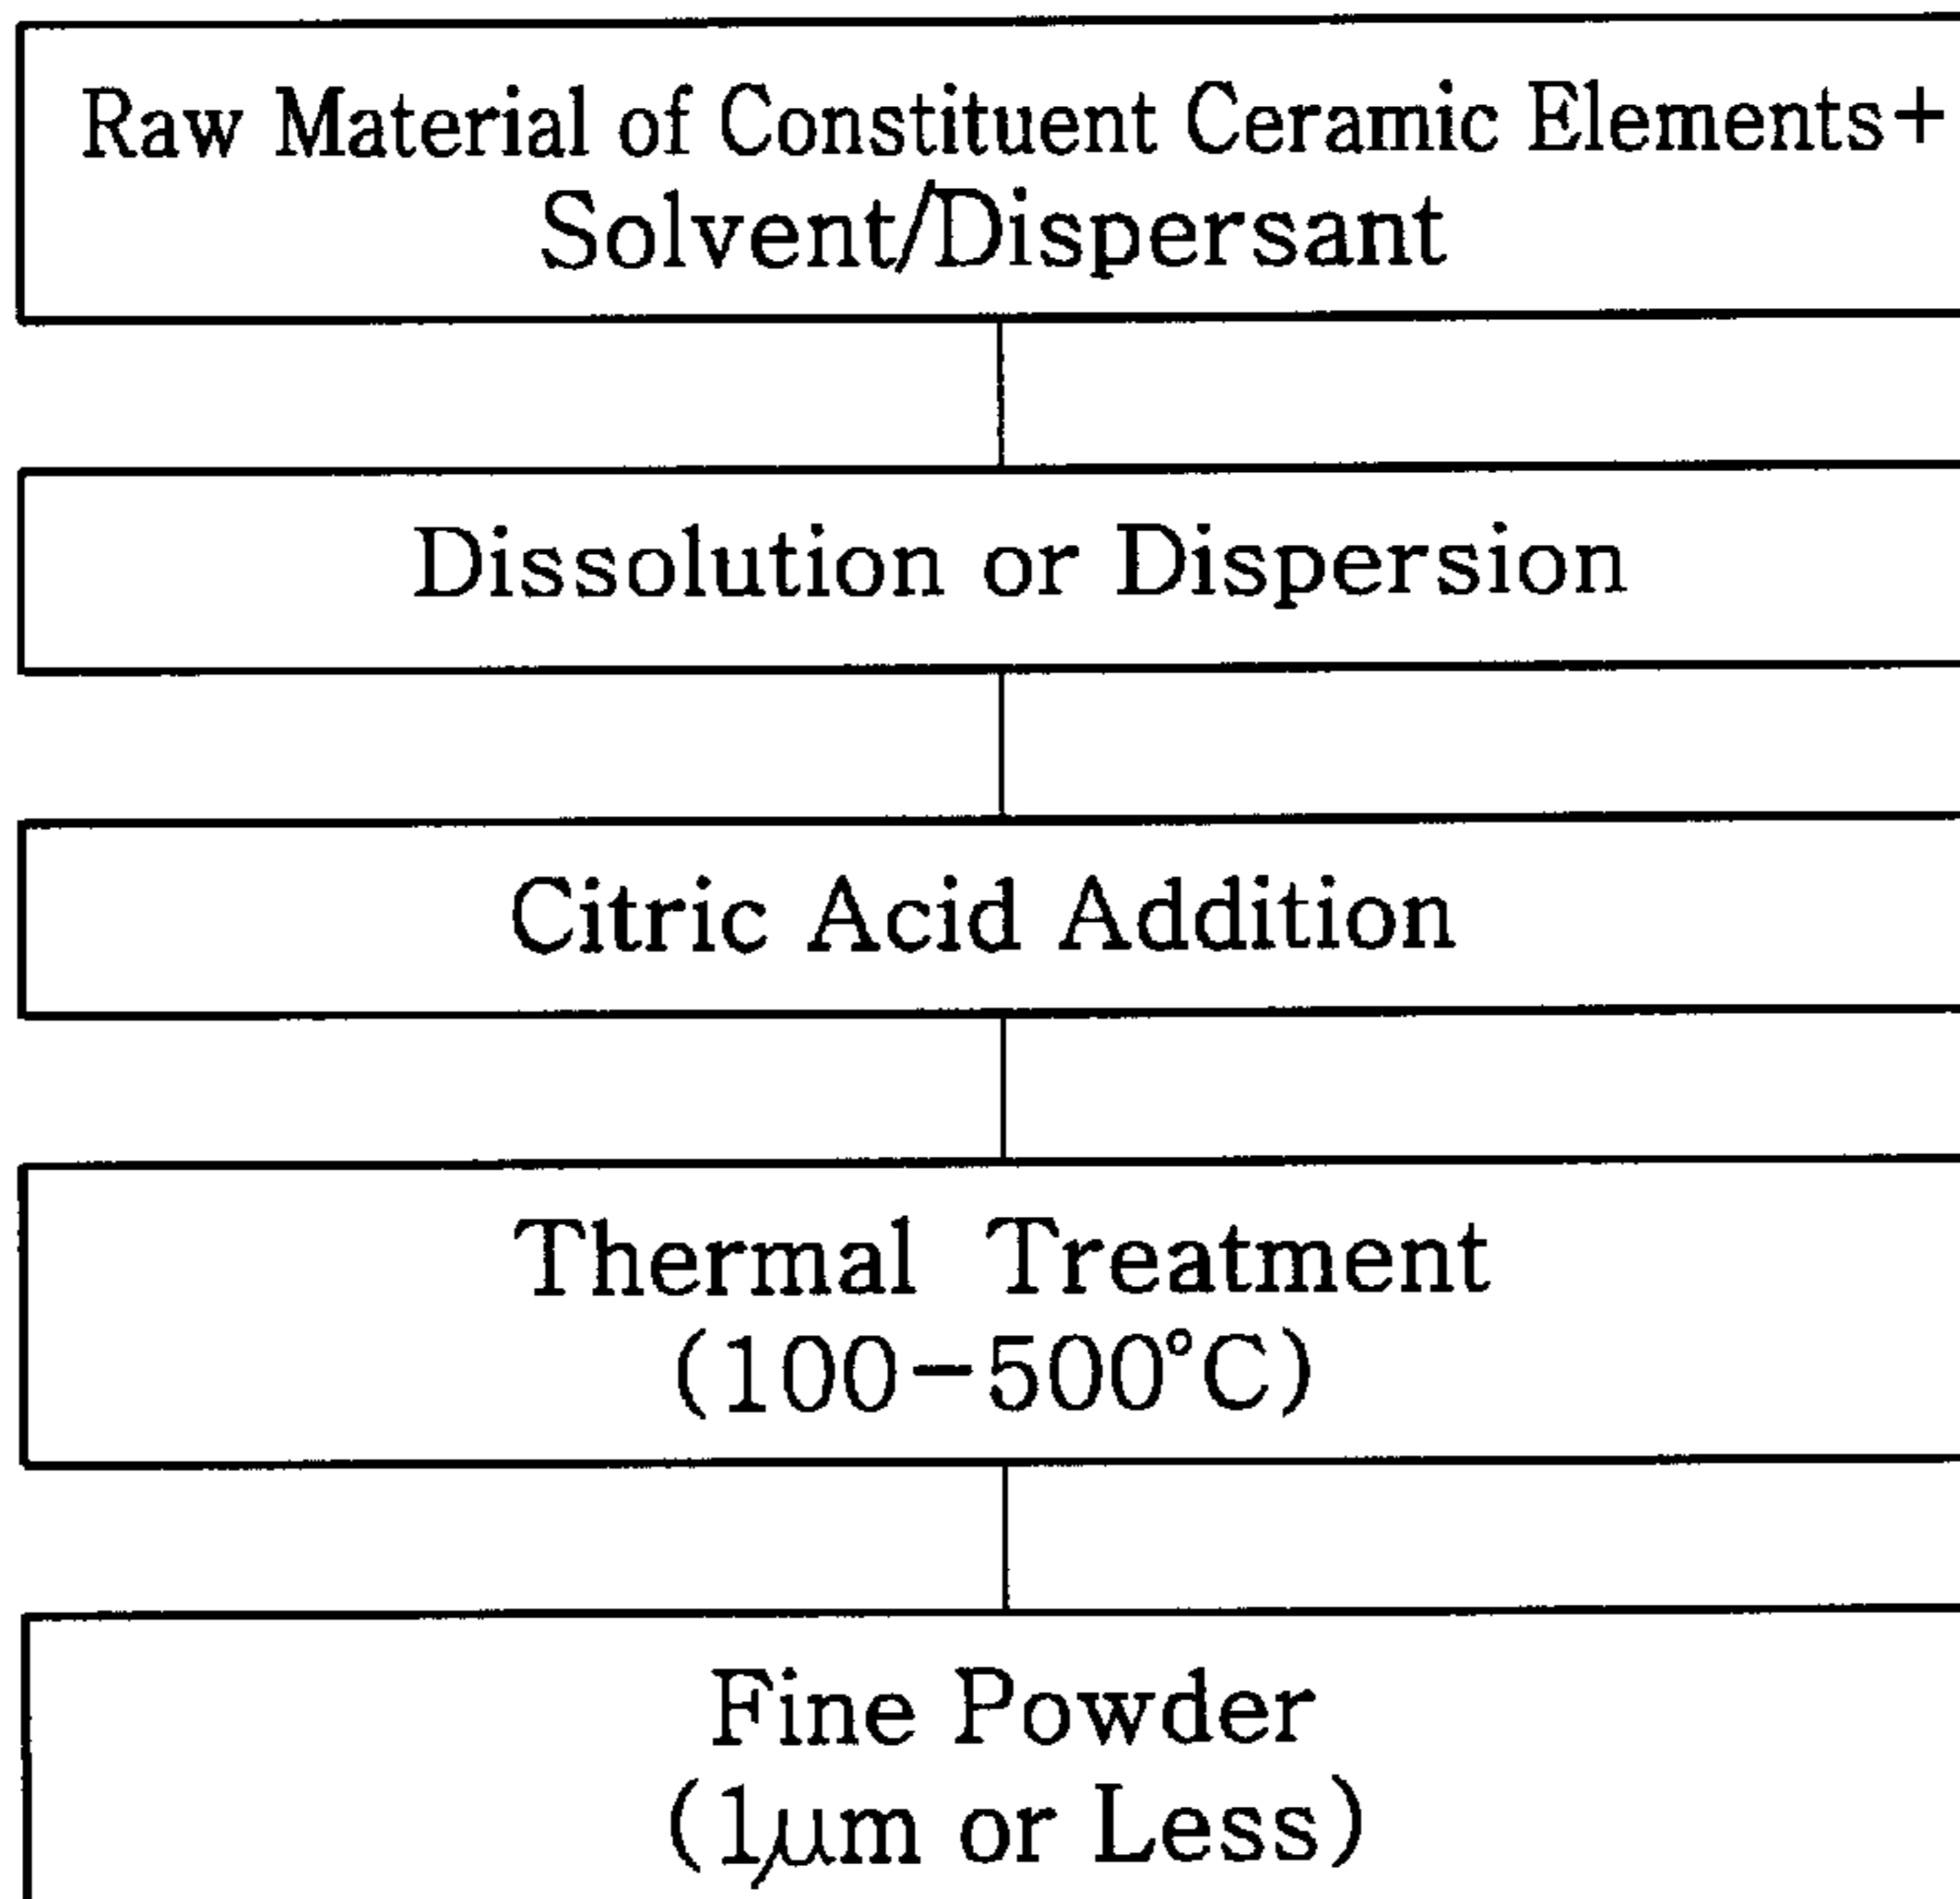 Raw Material of Constituent Ceramic Elements+
Solvent/Dispersant
Dissolution or Dispersion
Citric Acid Addition
Thermal Treatment
(100-500°C)
Fine Powder
(1μm or Less)